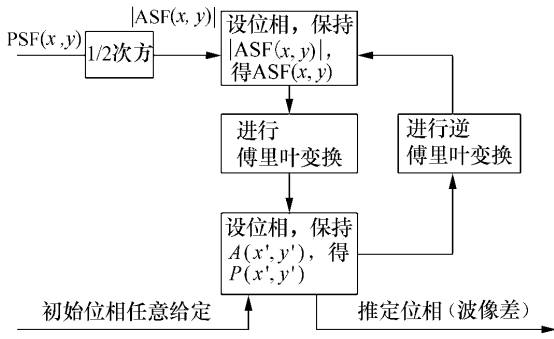 |ASF(x, y)|
PSF(x ,y)
1/2次方
设位相，保持
|ASF(x, y)|，
得ASF(x, y)
进行
傅里叶变换
进行逆
傅里叶变换
设位相，保持
A(x', y')，得
P(x', y')
初始位相任意给定
推定位相(波像差)